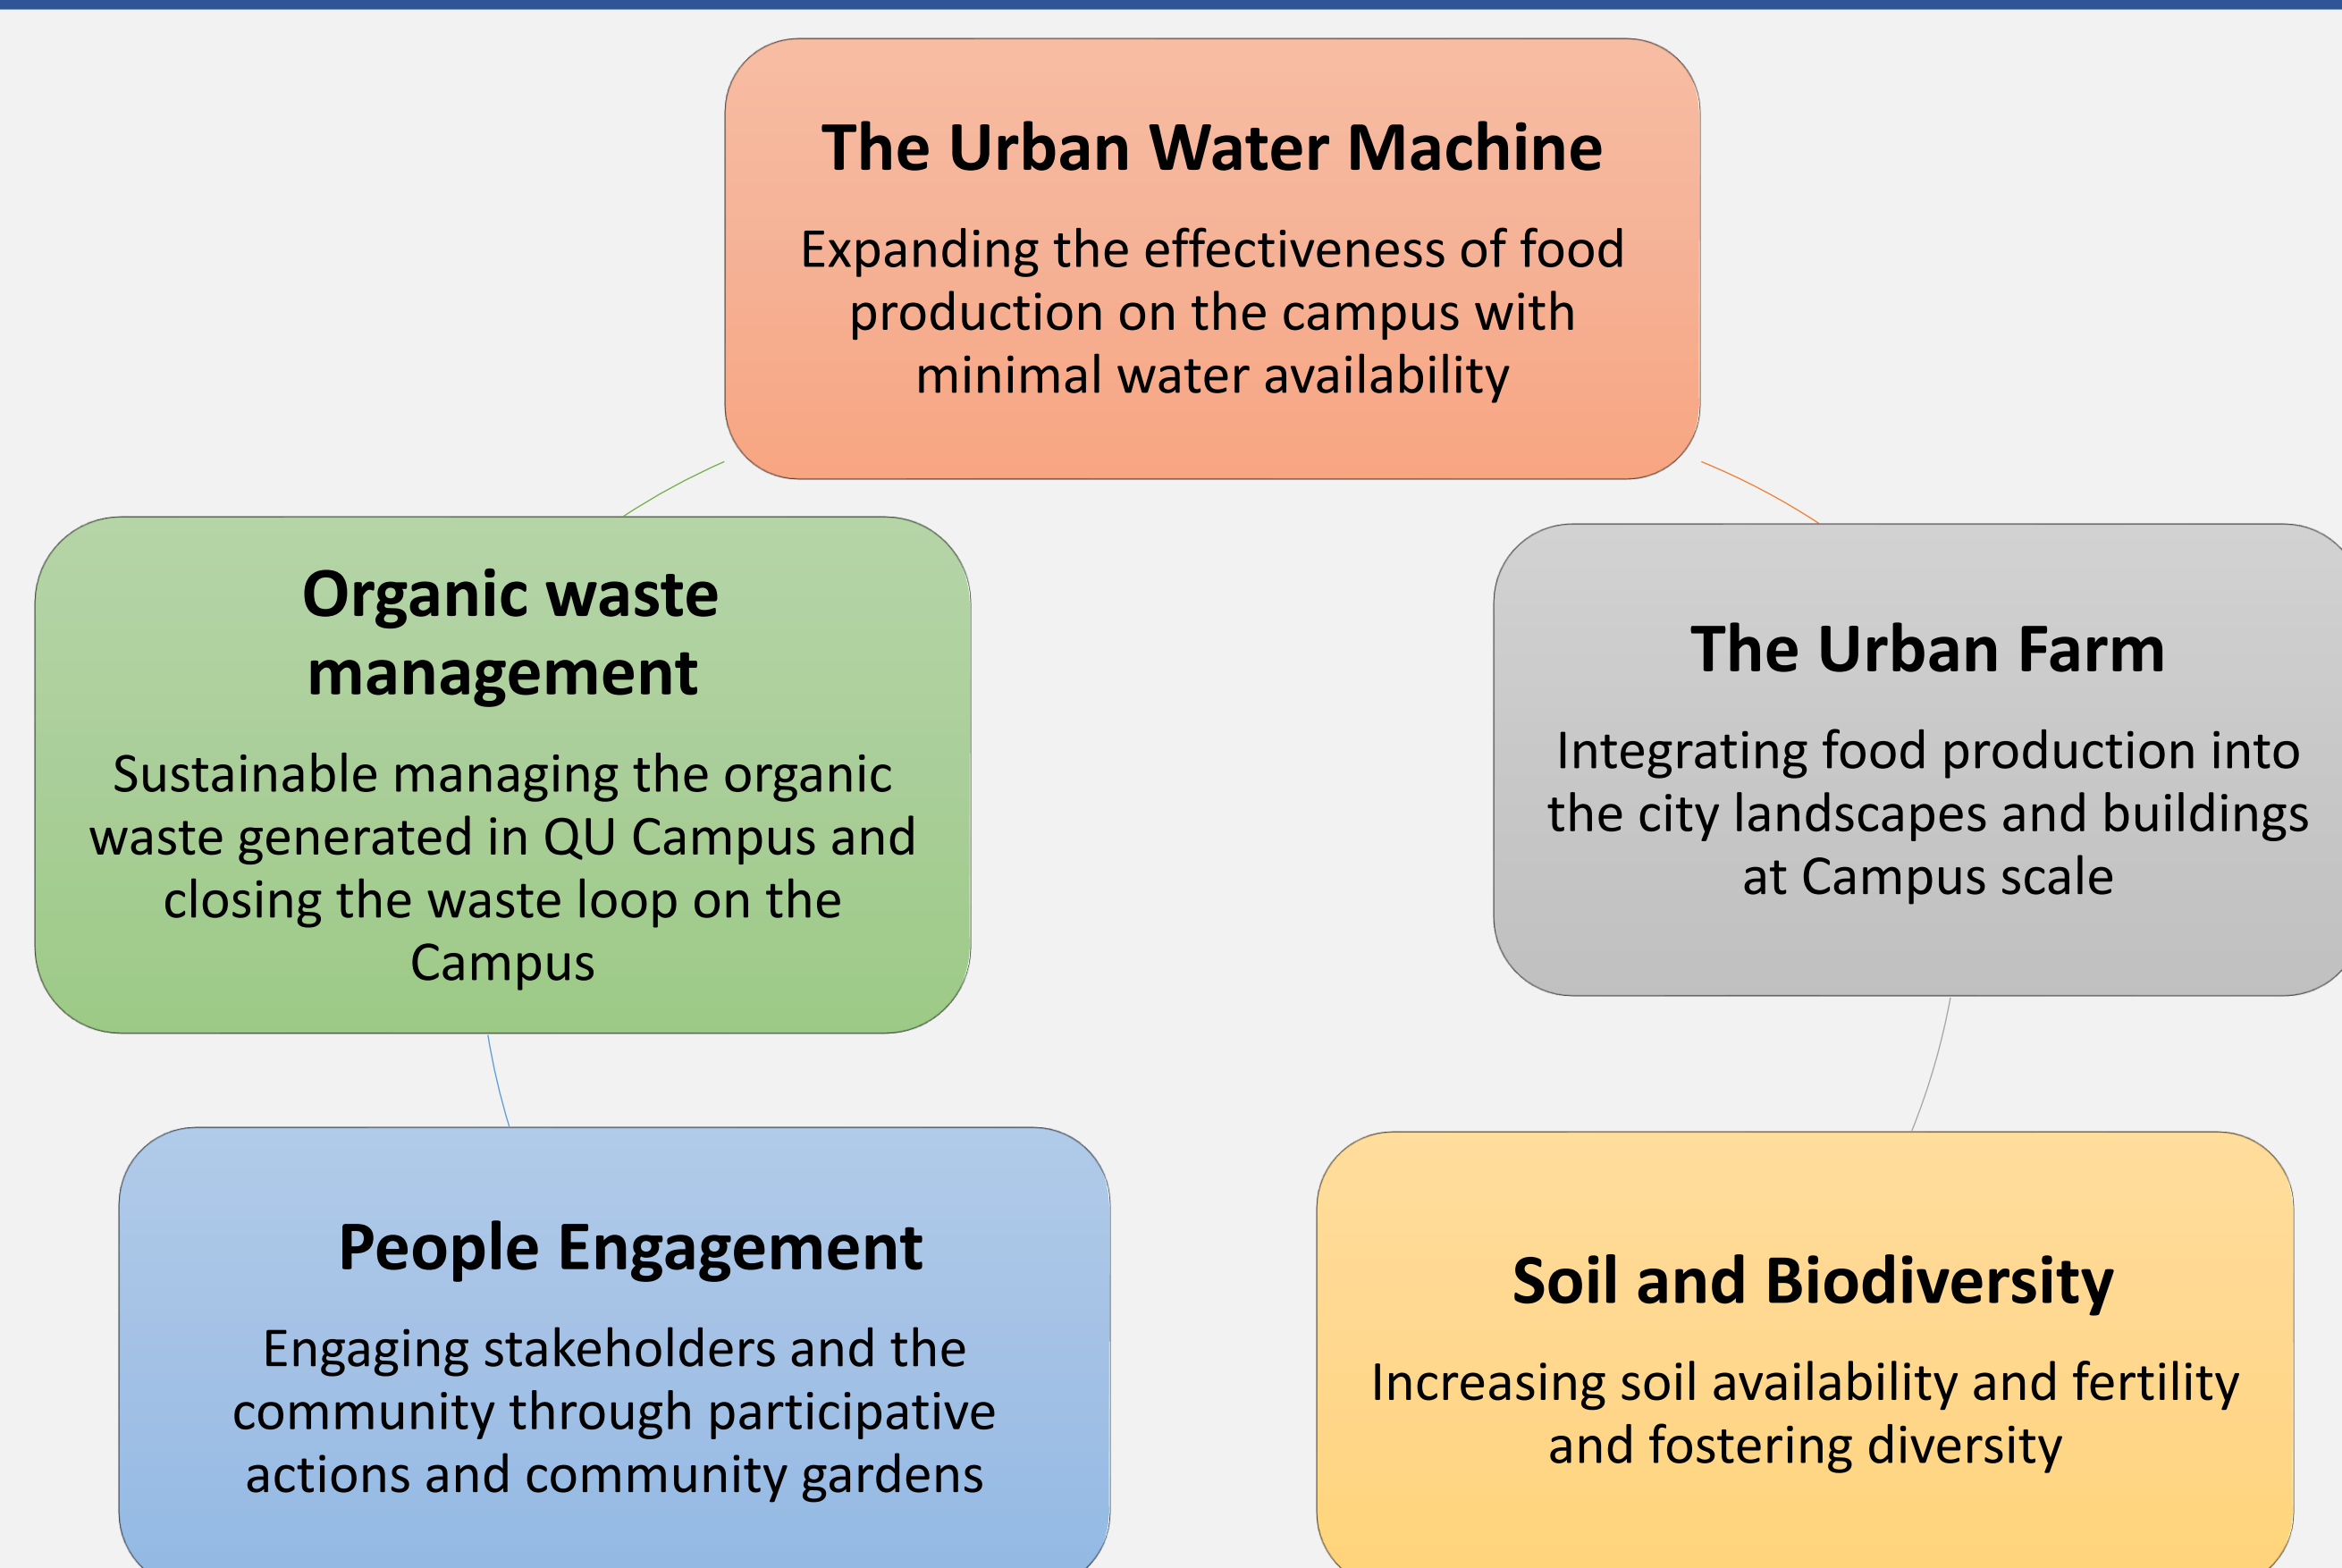 The Urban Water Machine
Expanding the effectiveness of food
production on the campus with
minimal water availability
Organic waste
management
Sustainable managing the organic
waste generated in QU Campus and
closing the waste loop on the
Campus
The Urban Farm
Integrating food production into
the city landscapes and buildings
at Campus scale
People Engagement
Engaging stakeholders and the
community through participative
actions and community gardens
Soil and Biodiversity
Increasing soil availability and fertility
and fostering diversity